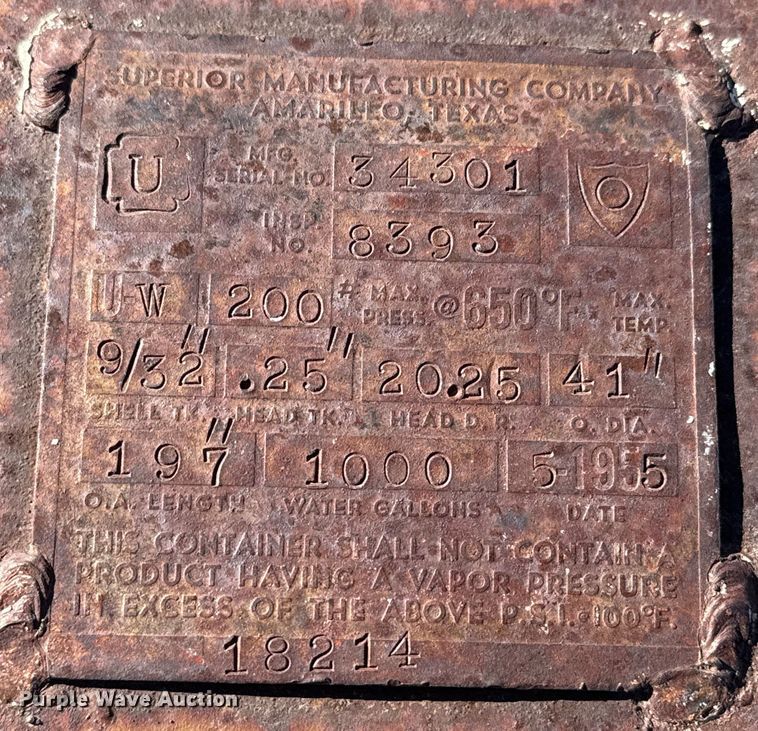 SUPERIOR MANUFACTURING COMPANY
AMARILLO, TEXAS
U
MFG.
SERIAL NO.
34301
O
INSP.
NO.
8393
U-W 200 # MAX. PRESS. @ 650°F. MAX. TEMP.
9/32" .25" 20.25 41"
SHELL TK. HEAD TK. HEAD D.R. O. DIA.
197" 1000 5-1955
O.A. LENGTH WATER GALLONS DATE
THIS CONTAINER SHALL NOT CONTAIN A
PRODUCT HAVING A VAPOR PRESSURE
IN EXCESS OF THE ABOVE P.S.I.@100°F.
18214
Purple Wave Auction